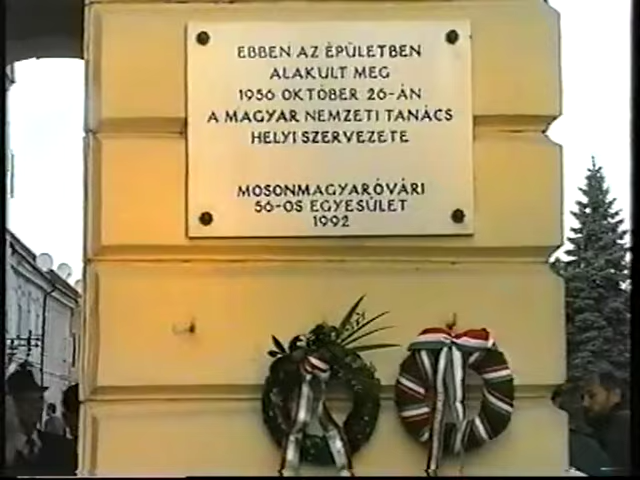 EBBEN AZ ÉPÜLETBEN
ALAKULT MEG
1956 OKTÓBER 26-ÁN
A MAGYAR NEMZETI TANÁCS
HELYI SZERVEZETE
MOSONMAGYARÓVÁRI
56-OS EGYESÜLET
1992